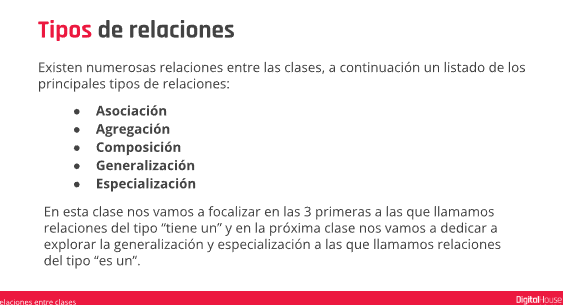 Tipos de relaciones
Existen numerosas relaciones entre las clases, a continuación un listado de los
principales tipos de relaciones:
● Asociación
● Agregación
● Composición
● Generalización
● Especialización
En esta clase nos vamos a focalizar en las 3 primeras a las que llamamos
relaciones del tipo “tiene un” y en la próxima clase nos vamos a dedicar a
explorar la generalización y especialización a las que llamamos relaciones
del tipo “es un”.
elaciones entre clases
DigitalHouse